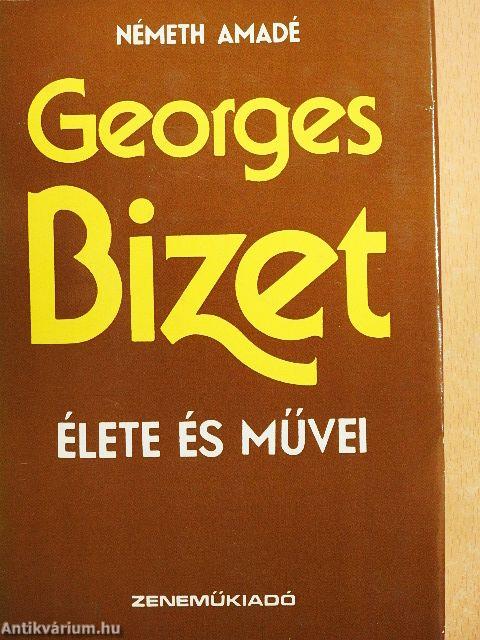 NÉMETH AMADÉ
Georges
Bizet
ÉLETE ÉS MŰVEI
ZENEMŰKIADÓ
Antikvárium.hu